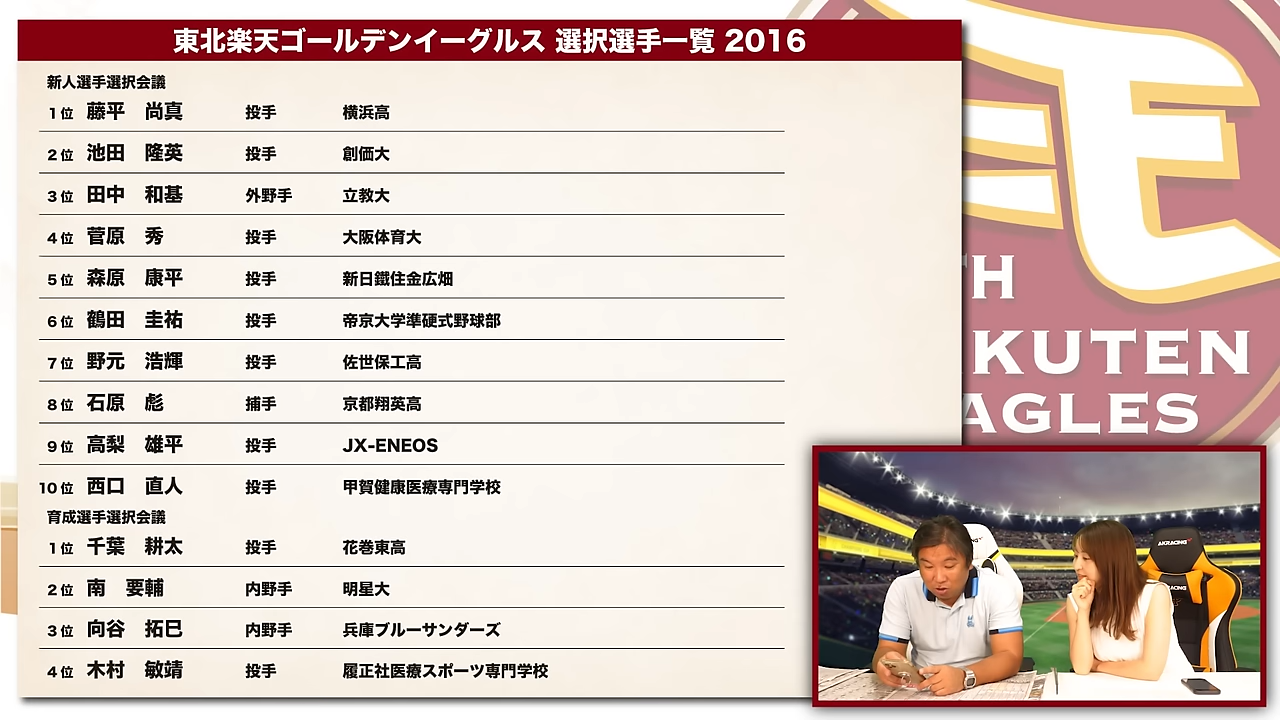 東北楽天ゴールデンイーグルス 選択選手一覧 2016
新人選手選択会議
1位 藤平 尚真 投手 横浜高
2位 池田 隆英 投手 創価大
3位 田中 和基 外野手 立教大
4位 菅原 秀 投手 大阪体育大
5位 森原 康平 投手 新日鐵住金広畑
6位 鶴田 圭祐 投手 帝京大学準硬式野球部
7位 野元 浩輝 投手 佐世保工高
8位 石原 彪 捕手 京都翔英高
9位 高梨 雄平 投手 JX-ENEOS
10位 西口 直人 投手 甲賀健康医療専門学校
育成選手選択会議
1位 千葉 耕太 投手 花巻東高
2位 南 要輔 内野手 明星大
3位 向谷 拓巳 内野手 兵庫ブルーサンダーズ
4位 木村 敏靖 投手 履正社医療スポーツ専門学校
TH
KUTEN
AGLES
AKRACING